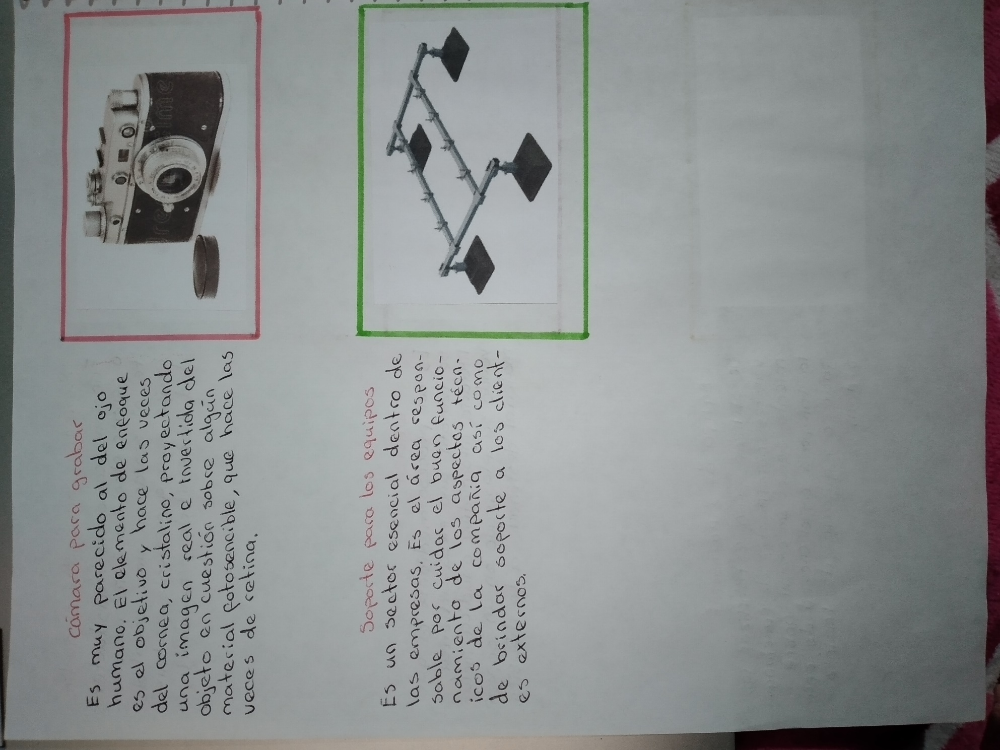 Cámara para grabar
Es muy parecido al del ojo
humano. El elemento de enfoque
es el objetivo y hace las veces
del cornea, cristalino, proyectando
una imagen real e invertida del
objeto en cuestión sobre algún
material fotosencible, que hace las
veces de retina.
Soporte para los equipos
Es un sector esencial dentro de
las empresas. Es el área respon-
sable por cuidar el buen funcio-
namiento de los aspectos técn-
icos de la compañia así como
de brindar soporte a los client-
es externos.